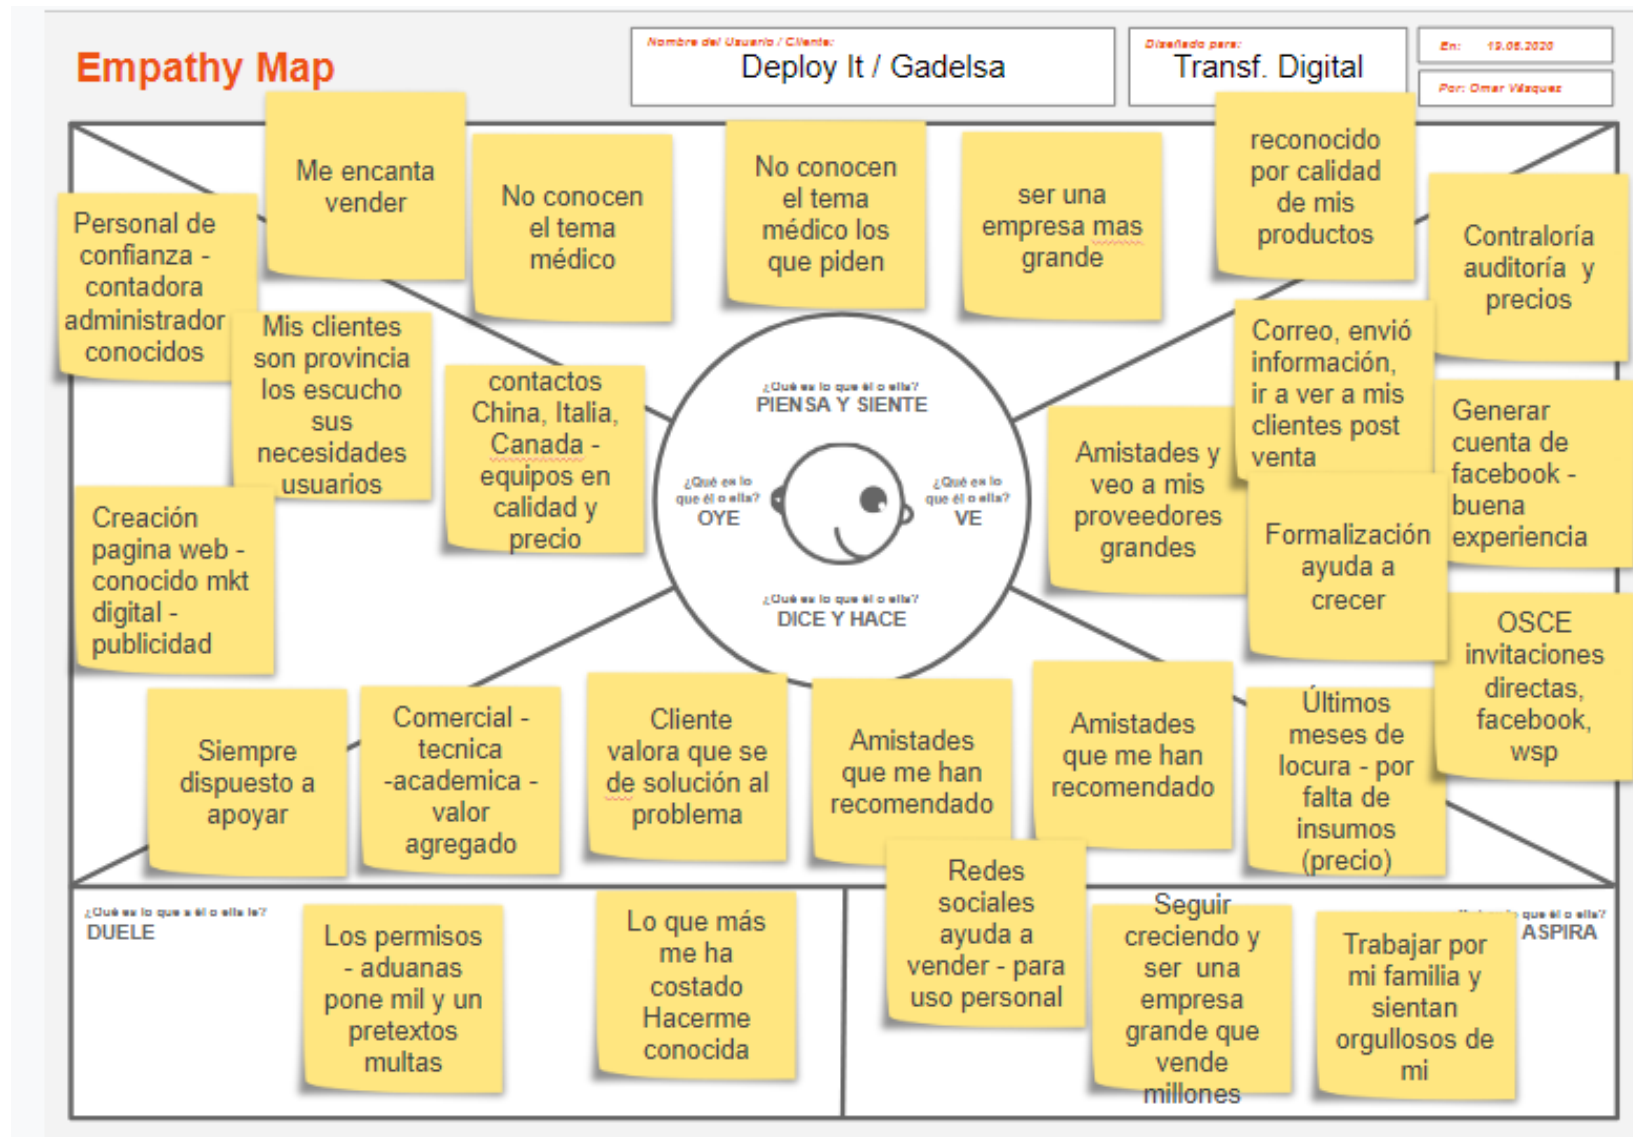 Empathy Map
Nombre del Usuario / Cliente:
Deploy It / Gadelsa
Diseñado para:
Transf. Digital
En: 19.06.2020
Por: Omar Vásquez
Me encanta
vender
No conocen
el tema
médico
No conocen
el tema
médico los
que piden
ser una
empresa mas
grande
reconocido
por calidad
de mis
productos
Personal de
confianza -
contadora
administrador
conocidos
Mis clientes
son provincia
los escucho
sus
necesidades
usuarios
contactos
China, Italia,
Canada -
equipos en
calidad y
precio
Creación
pagina web -
conocido mkt
digital -
publicidad
¿Qué es lo que él o ella?
PIENSA Y SIENTE
¿Qué es lo
que él o ella?
OYE
¿Qué es lo
que él o ella?
VE
¿Qué es lo que él o ella?
DICE Y HACE
Contraloría
auditoría y
precios
Correo, envió
información,
ir a ver a mis
clientes post
venta
Amistades y
veo a mis
proveedores
grandes
Generar
cuenta de
facebook -
buena
experiencia
Formalización
ayuda a
crecer
OSCE
invitaciones
directas,
facebook,
wsp
Siempre
dispuesto a
apoyar
Comercial -
tecnica
-academica -
valor
agregado
Cliente
valora que se
de solución al
problema
Amistades
que me han
recomendado
Amistades
que me han
recomendado
Últimos
meses de
locura - por
falta de
insumos
(precio)
¿Qué es lo que a él o ella le?
DUELE
Los permisos
- aduanas
pone mil y un
pretextos
multas
Lo que más
me ha
costado
Hacerme
conocida
Redes
sociales
ayuda a
vender - para
uso personal
Seguir
creciendo y
ser una
empresa
grande que
vende
millones
que él o ella?
ASPIRA
Trabajar por
mi familia y
sientan
orgullosos de
mi